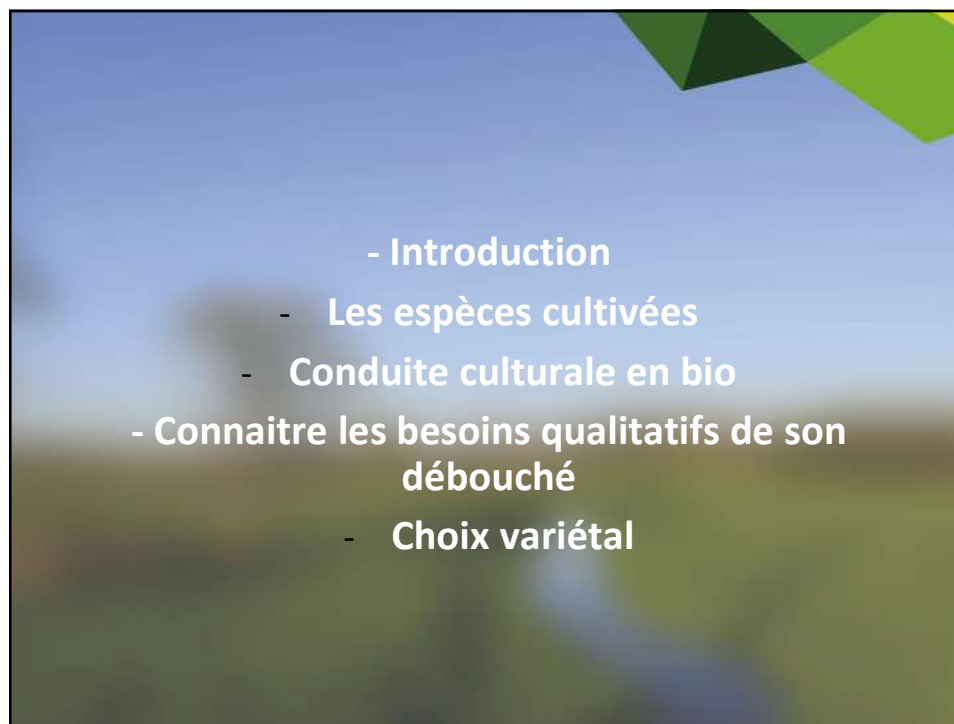 - Introduction
- Les espèces cultivées
- Conduite culturale en bio
- Connaitre les besoins qualitatifs de son
débouché
- Choix variétal